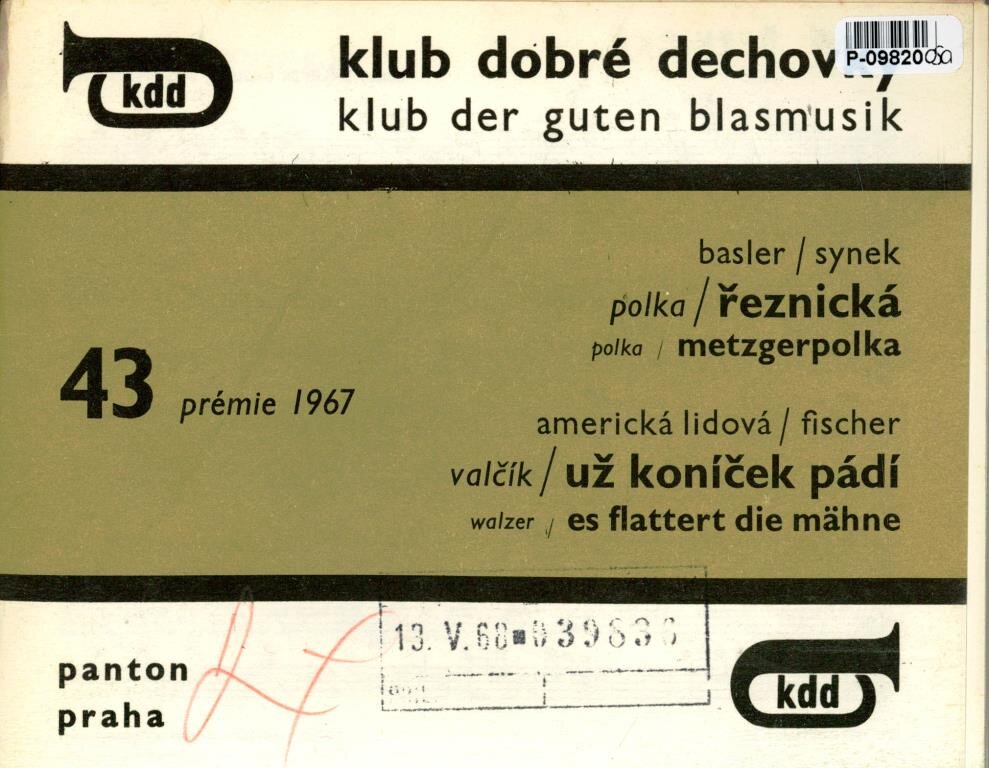 kdd
klub dobré dechovky
P-09820
klub der guten blasmusik
basler / synek
polka / řeznická
polka / metzgerpolka
43 prémie 1967
americká lidová / fischer
valčík / už koníček pádí
walzer / es flattert die mähne
13. V. 68 039636
panton
praha
kdd